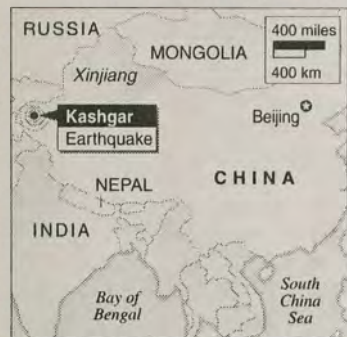 RUSSIA
MONGOLIA
400 miles
400 km
Xinjiang
Kashgar
Earthquake
Beijing
CHINA
NEPAL
INDIA
Bay of
Bengal
South
China
Sea